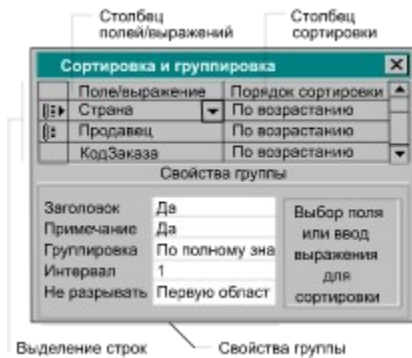 Столбец
полей/выражений
Столбец
сортировки
Сортировка и группировка
Поле/выражение Порядок сортировки
Страна По возрастанию
Продавец По возрастанию
КодЗаказа По возрастанию
Свойства группы
Заголовок Да
Примечание Да
Группировка По полному зна
Интервал 1
Не разрывать Первую област
Выбор поля
или ввод
выражения
для
сортировки
Выделение строк
Свойства группы